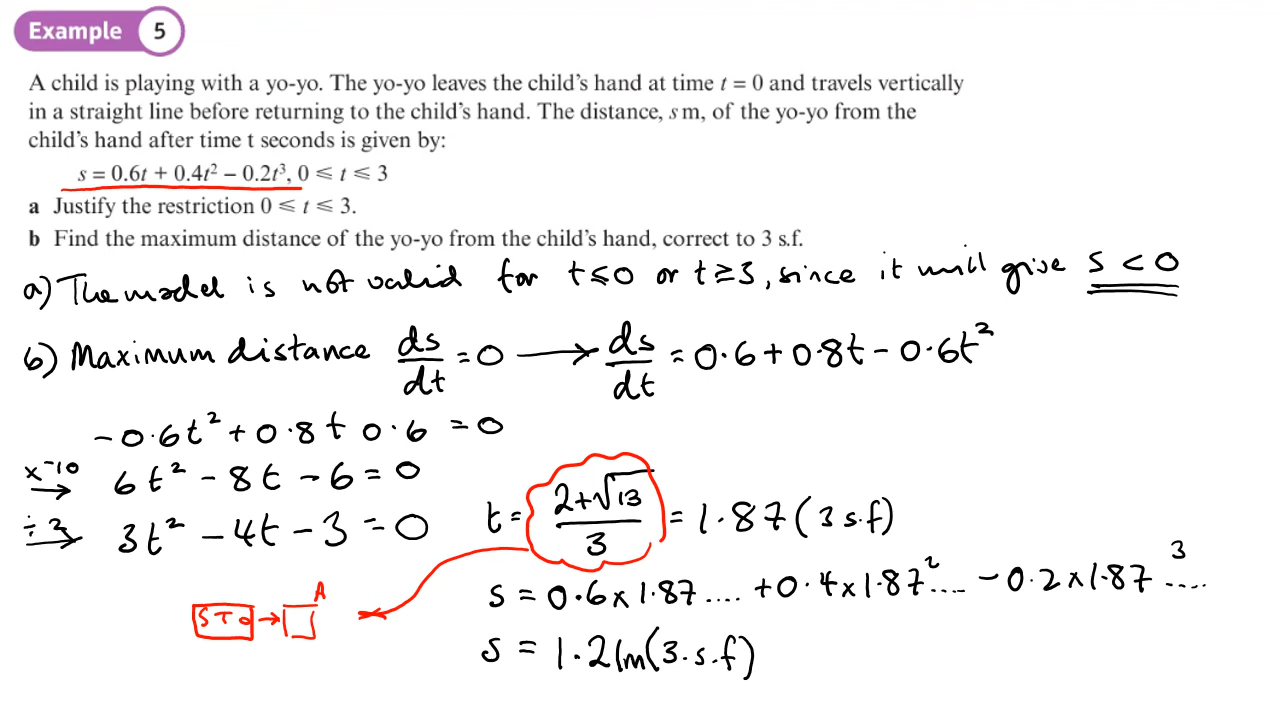 Example 5
A child is playing with a yo-yo. The yo-yo leaves the child's hand at time t = 0 and travels vertically
in a straight line before returning to the child's hand. The distance, s m, of the yo-yo from the
child's hand after time t seconds is given by:
s = 0.6t + 0.4t² − 0.2t³, 0 ⩽ t ⩽ 3
a Justify the restriction 0 ⩽ t ⩽ 3.
b Find the maximum distance of the yo-yo from the child's hand, correct to 3 s.f.
a) The model is not valid for t≤0 or t≥3, since it will give s < 0
b) Maximum distance ds/dt = 0 → ds/dt = 0.6 + 0.8t − 0.6t²
−0.6t² + 0.8t 0.6 = 0
×−10 → 6t² − 8t − 6 = 0
÷2 → 3t² − 4t − 3 = 0
t = (2+√13)/3 = 1.87 (3 s.f)
s = 0.6×1.87.... + 0.4×1.87².... − 0.2×1.87³....
STO → □ A
s = 1.21m (3.s.f)